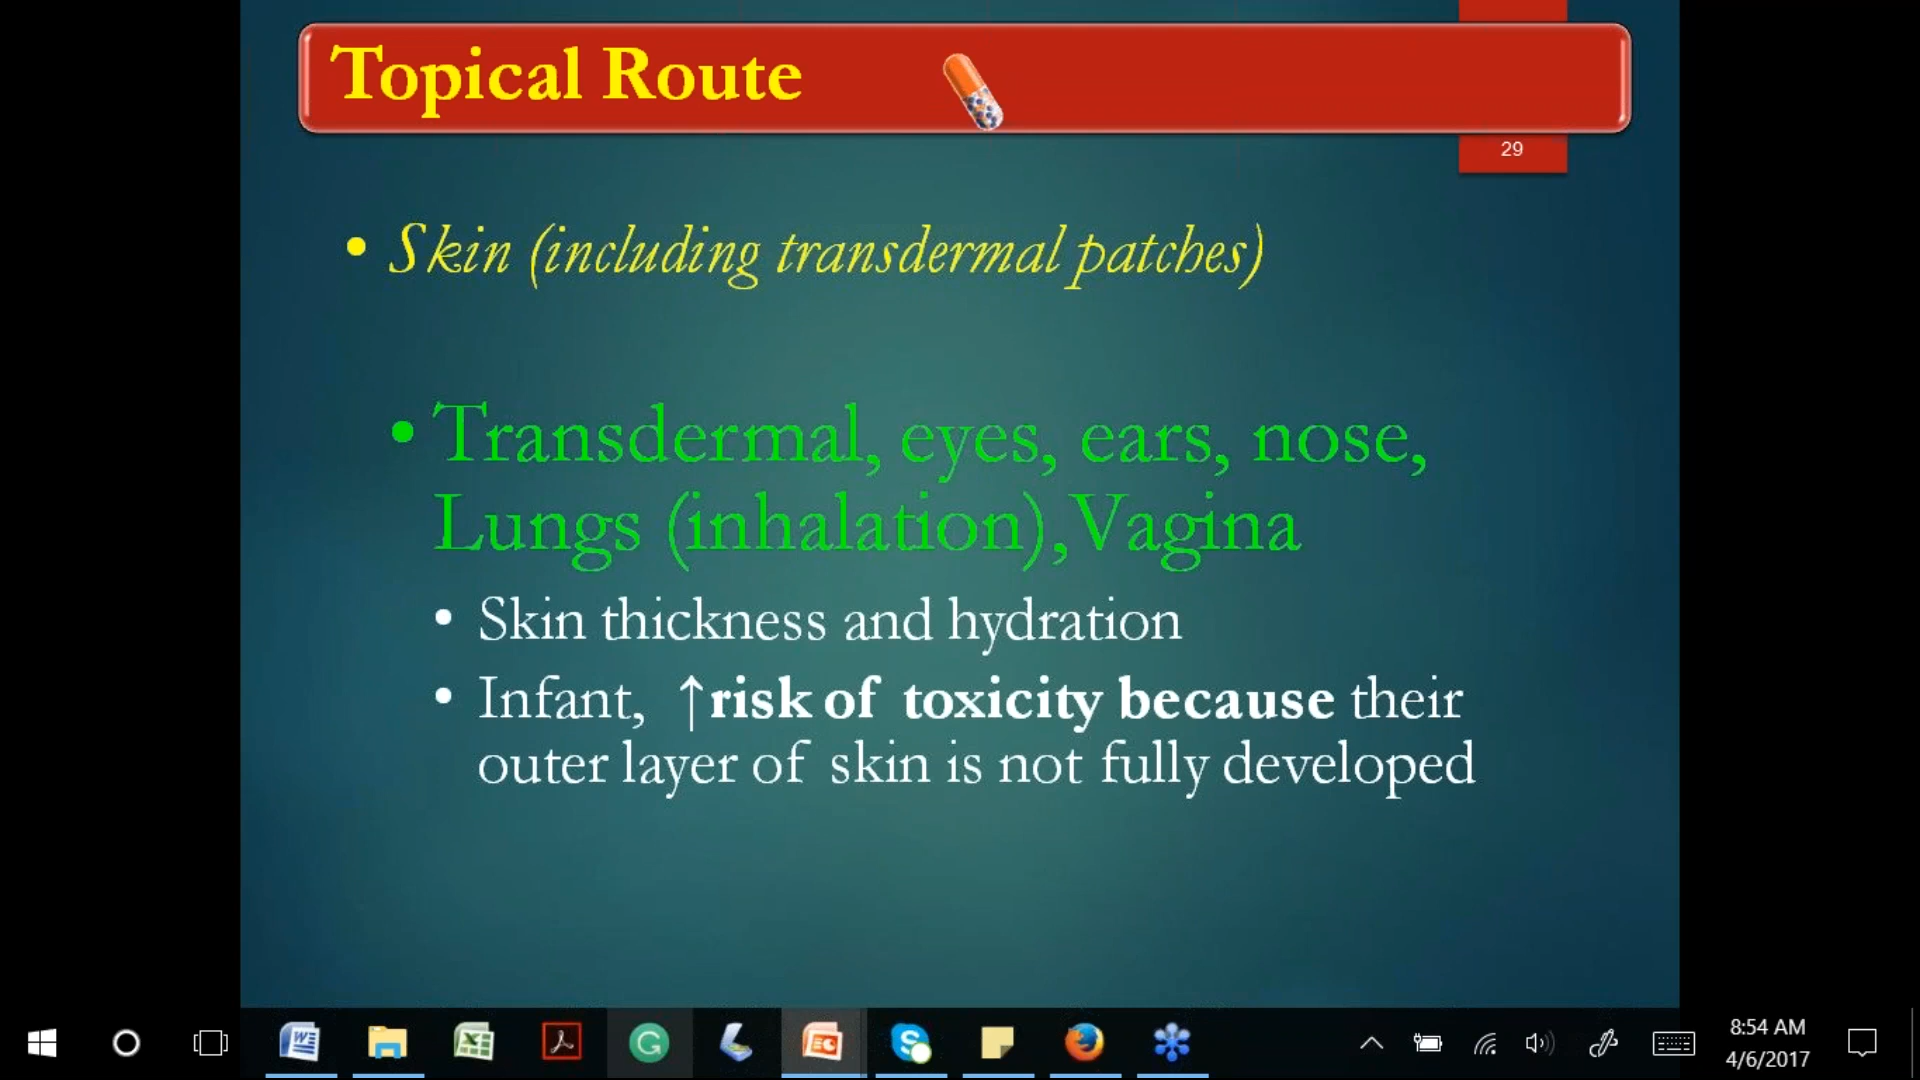 Topical Route
29
• Skin (including transdermal patches)
• Transdermal, eyes, ears, nose,
Lungs (inhalation),Vagina
• Skin thickness and hydration
• Infant, ↑risk of toxicity because their
outer layer of skin is not fully developed
8:54 AM
4/6/2017